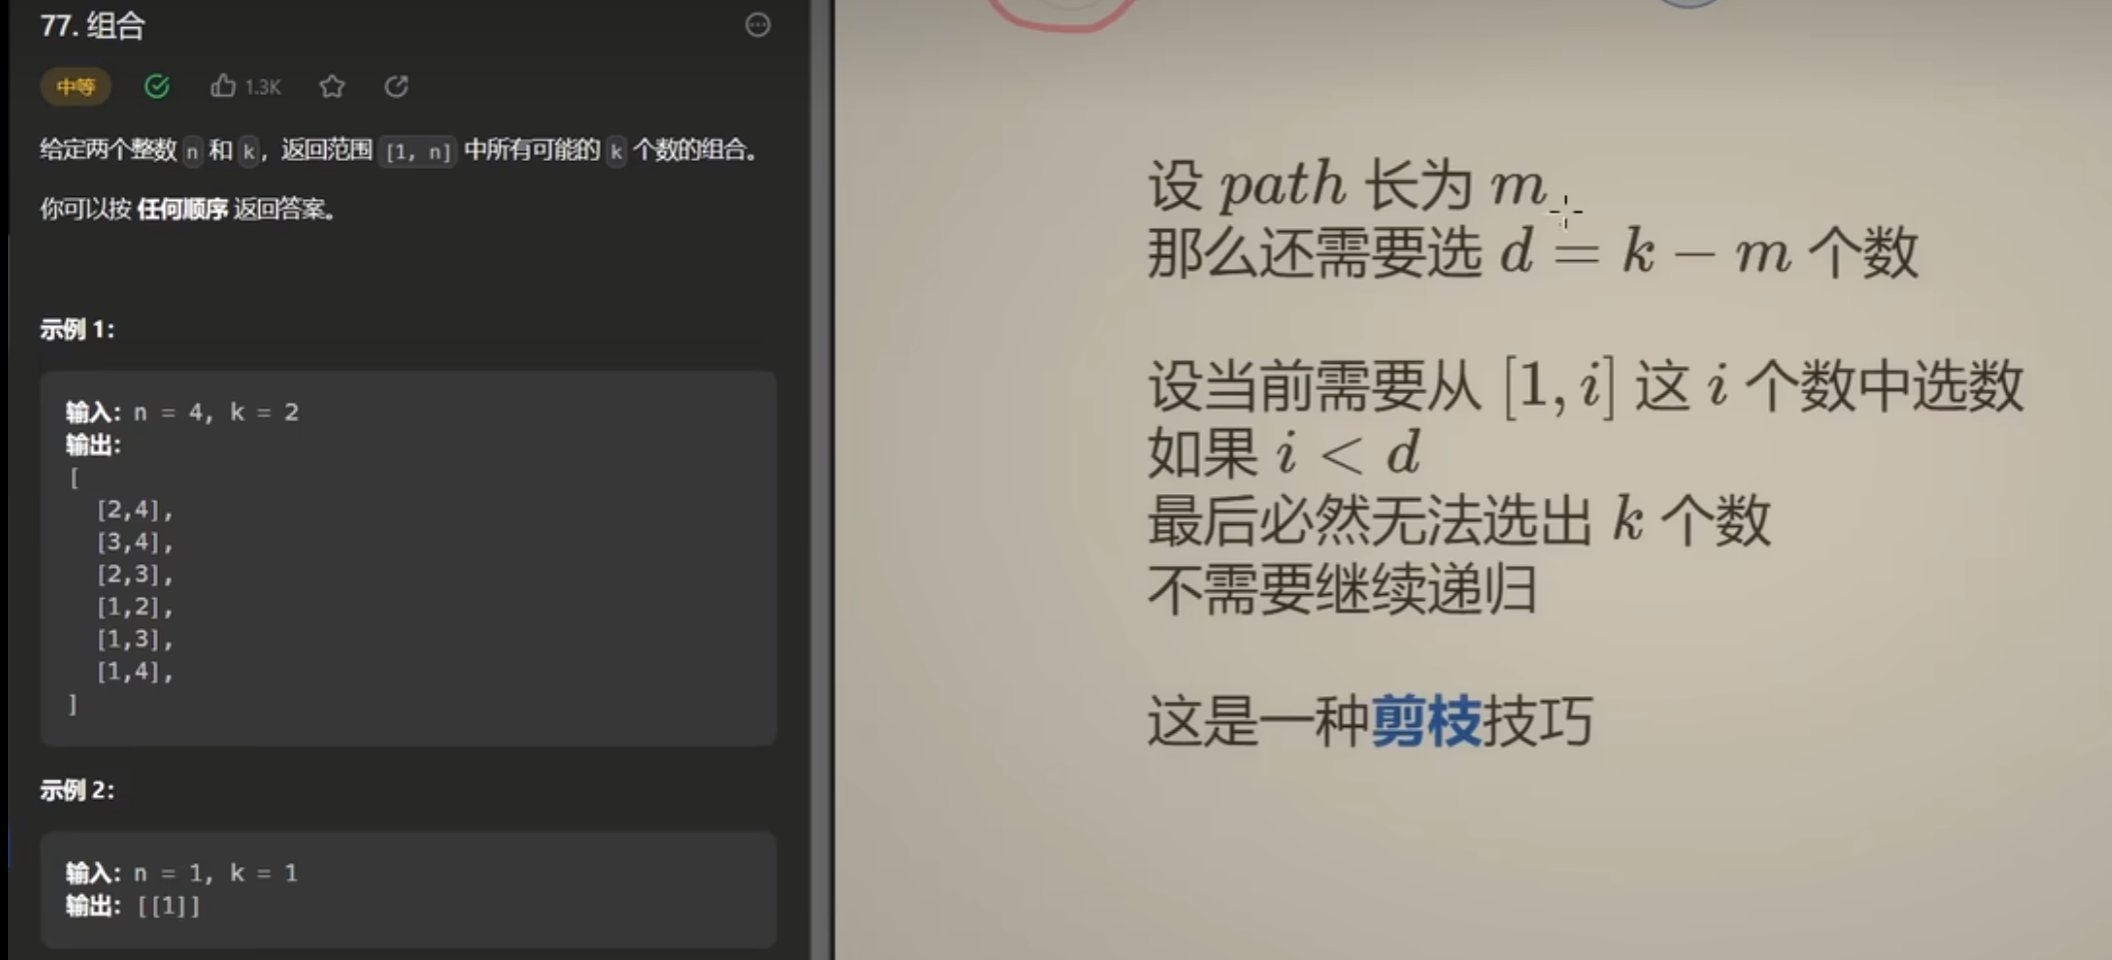 77. 组合
中等 1.3K
给定两个整数 n 和 k，返回范围 [1, n] 中所有可能的 k 个数的组合。
你可以按 任何顺序 返回答案。
示例 1：
输入：n = 4, k = 2
输出：
[
[2,4],
[3,4],
[2,3],
[1,2],
[1,3],
[1,4],
]
示例 2：
输入：n = 1, k = 1
输出：[[1]]
设 path 长为 m
那么还需要选 d = k − m 个数
设当前需要从 [1, i] 这 i 个数中选数
如果 i < d
最后必然无法选出 k 个数
不需要继续递归
这是一种剪枝技巧